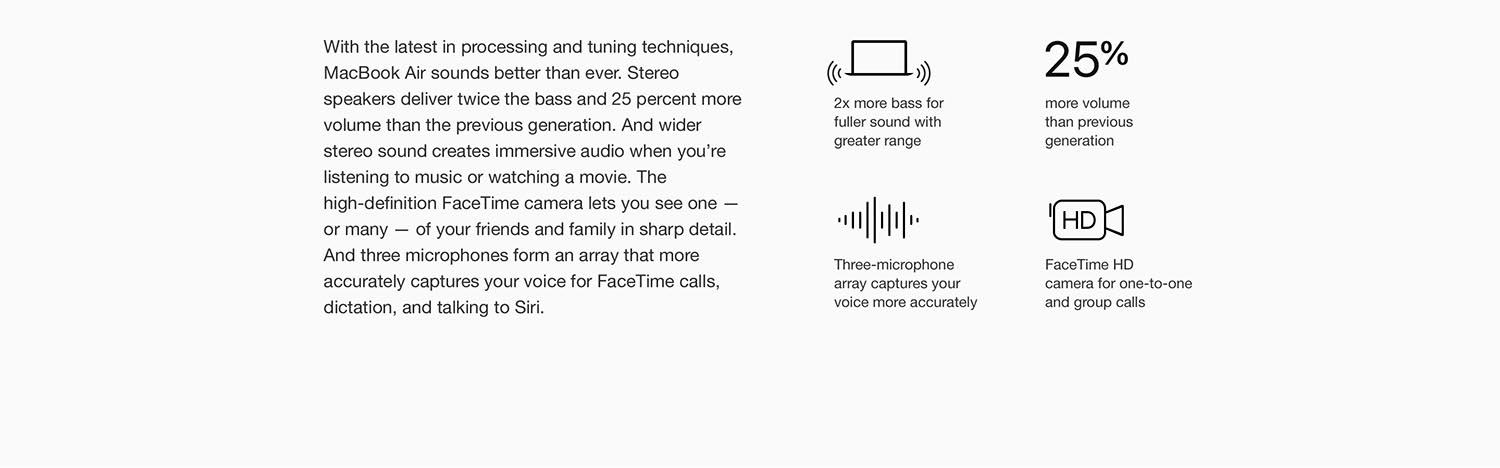 With the latest in processing and tuning techniques,
MacBook Air sounds better than ever. Stereo
speakers deliver twice the bass and 25 percent more
volume than the previous generation. And wider
stereo sound creates immersive audio when you’re
listening to music or watching a movie. The
high-definition FaceTime camera lets you see one —
or many — of your friends and family in sharp detail.
And three microphones form an array that more
accurately captures your voice for FaceTime calls,
dictation, and talking to Siri.
2x more bass for
fuller sound with
greater range
25%
more volume
than previous
generation
Three-microphone
array captures your
voice more accurately
HD
FaceTime HD
camera for one-to-one
and group calls